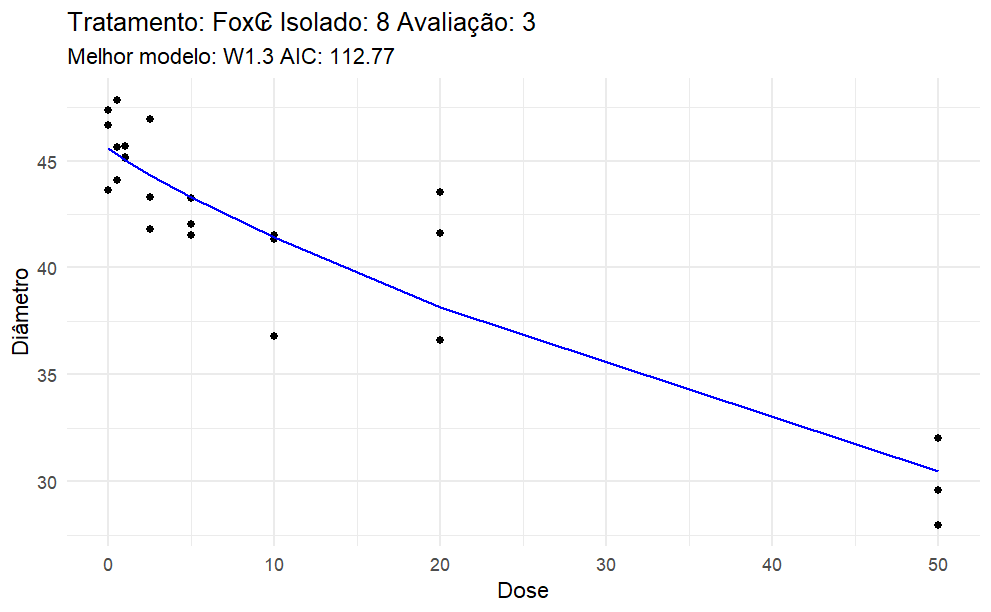 Tratamento: Fox₢ Isolado: 8 Avaliação: 3
Melhor modelo: W1.3 AIC: 112.77
Diâmetro
45
40
35
30
0 10 20 30 40 50
Dose